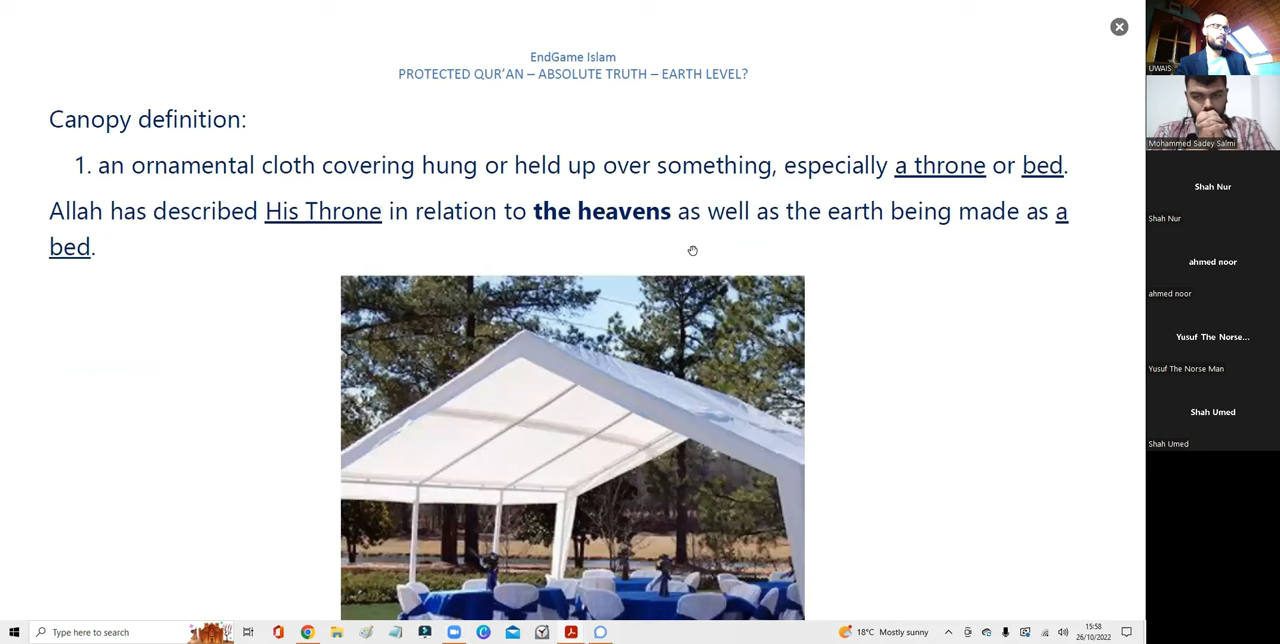 EndGame Islam
PROTECTED QUR’AN – ABSOLUTE TRUTH – EARTH LEVEL?
Canopy definition:
1. an ornamental cloth covering hung or held up over something, especially a throne or bed.
Allah has described His Throne in relation to the heavens as well as the earth being made as a
bed.
UWAIS
Mohammed Sadey Salmi
Shah Nur
Shah Nur
ahmed noor
ahmed noor
Yusuf The Norse...
Yusuf The Norse Man
Shah Umed
Shah Umed
Type here to search
18°C Mostly sunny
15:58
26/10/2022